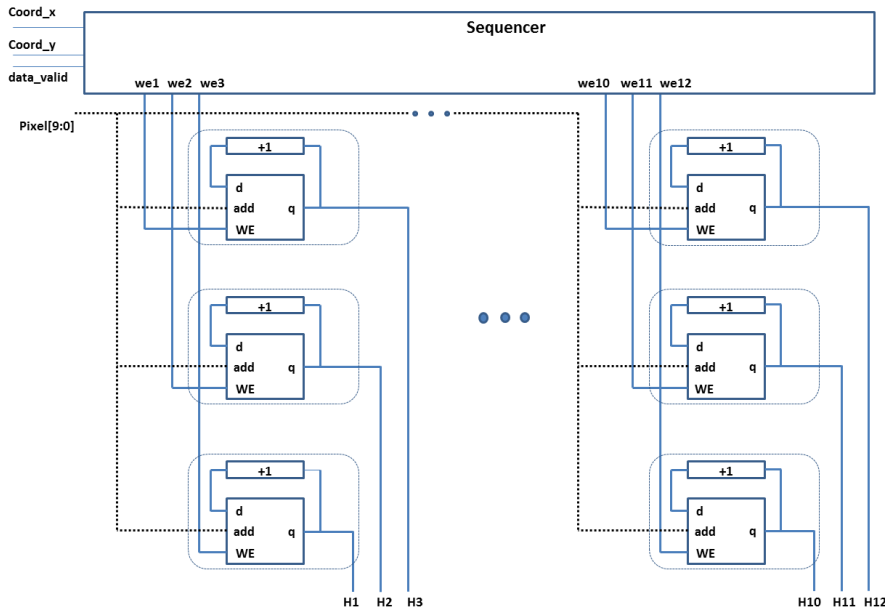 Coord_x
Sequencer
Coord_y
data_valid
we1 we2 we3
we10 we11 we12
Pixel[9:0]
+1
d
add q
WE
+1
d
add q
WE
+1
d
add q
WE
+1
d
add q
WE
+1
d
add q
WE
+1
d
add q
WE
H1 H2 H3
H10 H11 H12